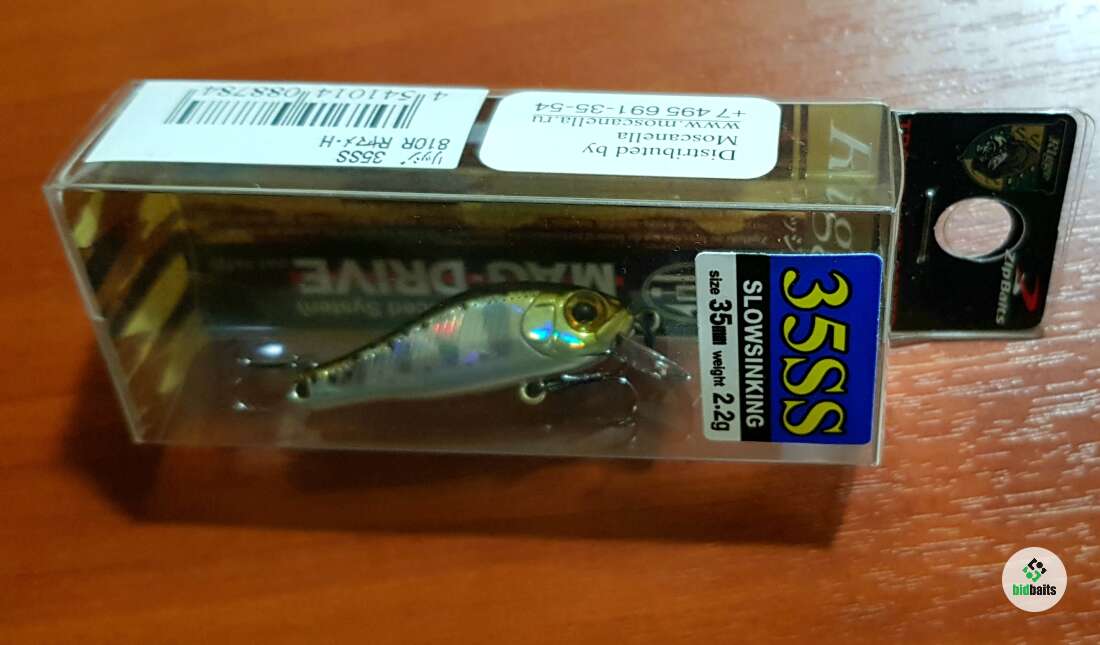 4 541014 088784
リッジ
35SS
810R Rヤマメ・H
Distributed by
Moscanella
www.moscanella.ru
+7 495 691-35-54
MAG-DRIVE
35SS
SLOWSINKING
size 35mm weight 2.2g
ZipBaits
bidbaits